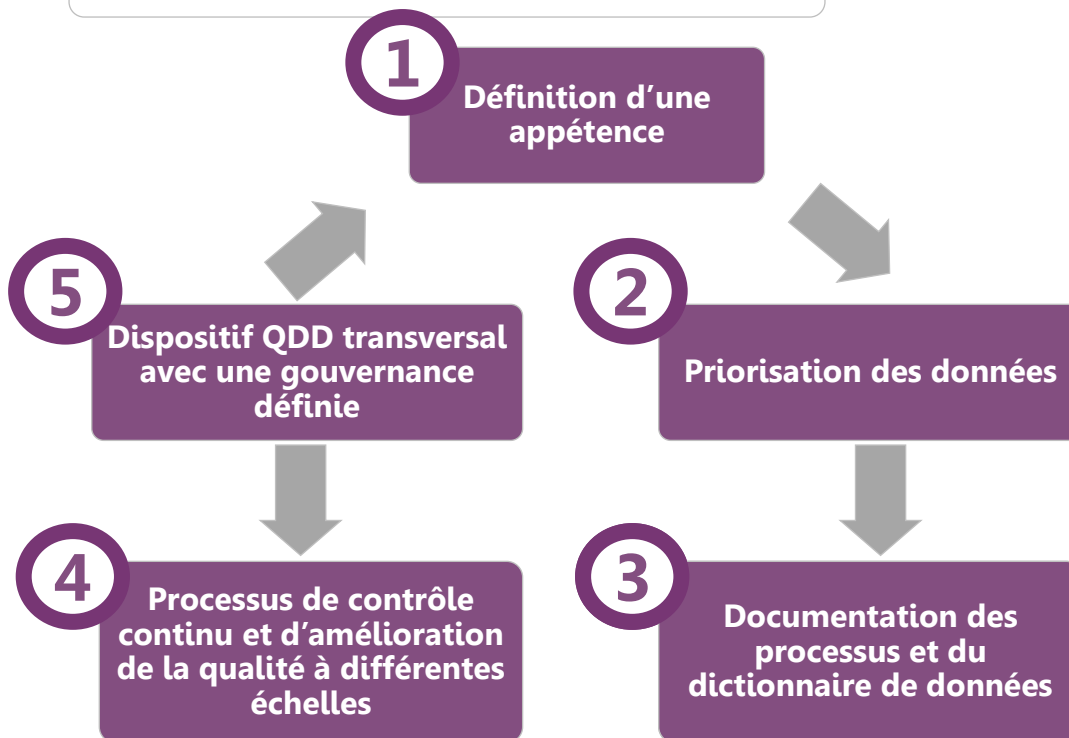 1
Définition d’une
appétence
2
Priorisation des données
3
Documentation des
processus et du
dictionnaire de données
4
Processus de contrôle
continu et d’amélioration
de la qualité à différentes
échelles
5
Dispositif QDD transversal
avec une gouvernance
définie